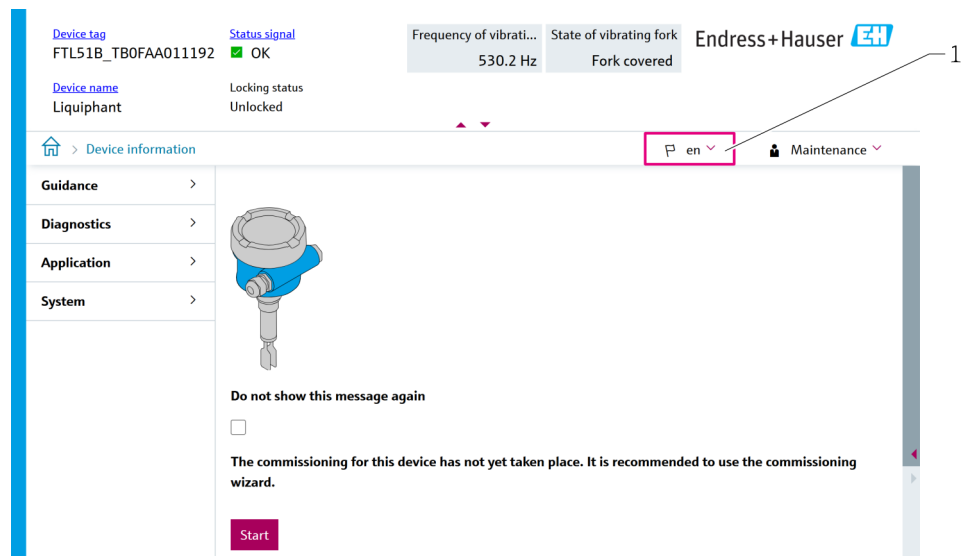 Device tag
FTL51B_TB0FAA011192
Status signal
OK
Frequency of vibrati...
530.2 Hz
State of vibrating fork
Fork covered
Endress+Hauser EH
1
Device name
Liquiphant
Locking status
Unlocked
> Device information
en
Maintenance
Guidance
Diagnostics
Application
System
Do not show this message again
The commissioning for this device has not yet taken place. It is recommended to use the commissioning
wizard.
Start